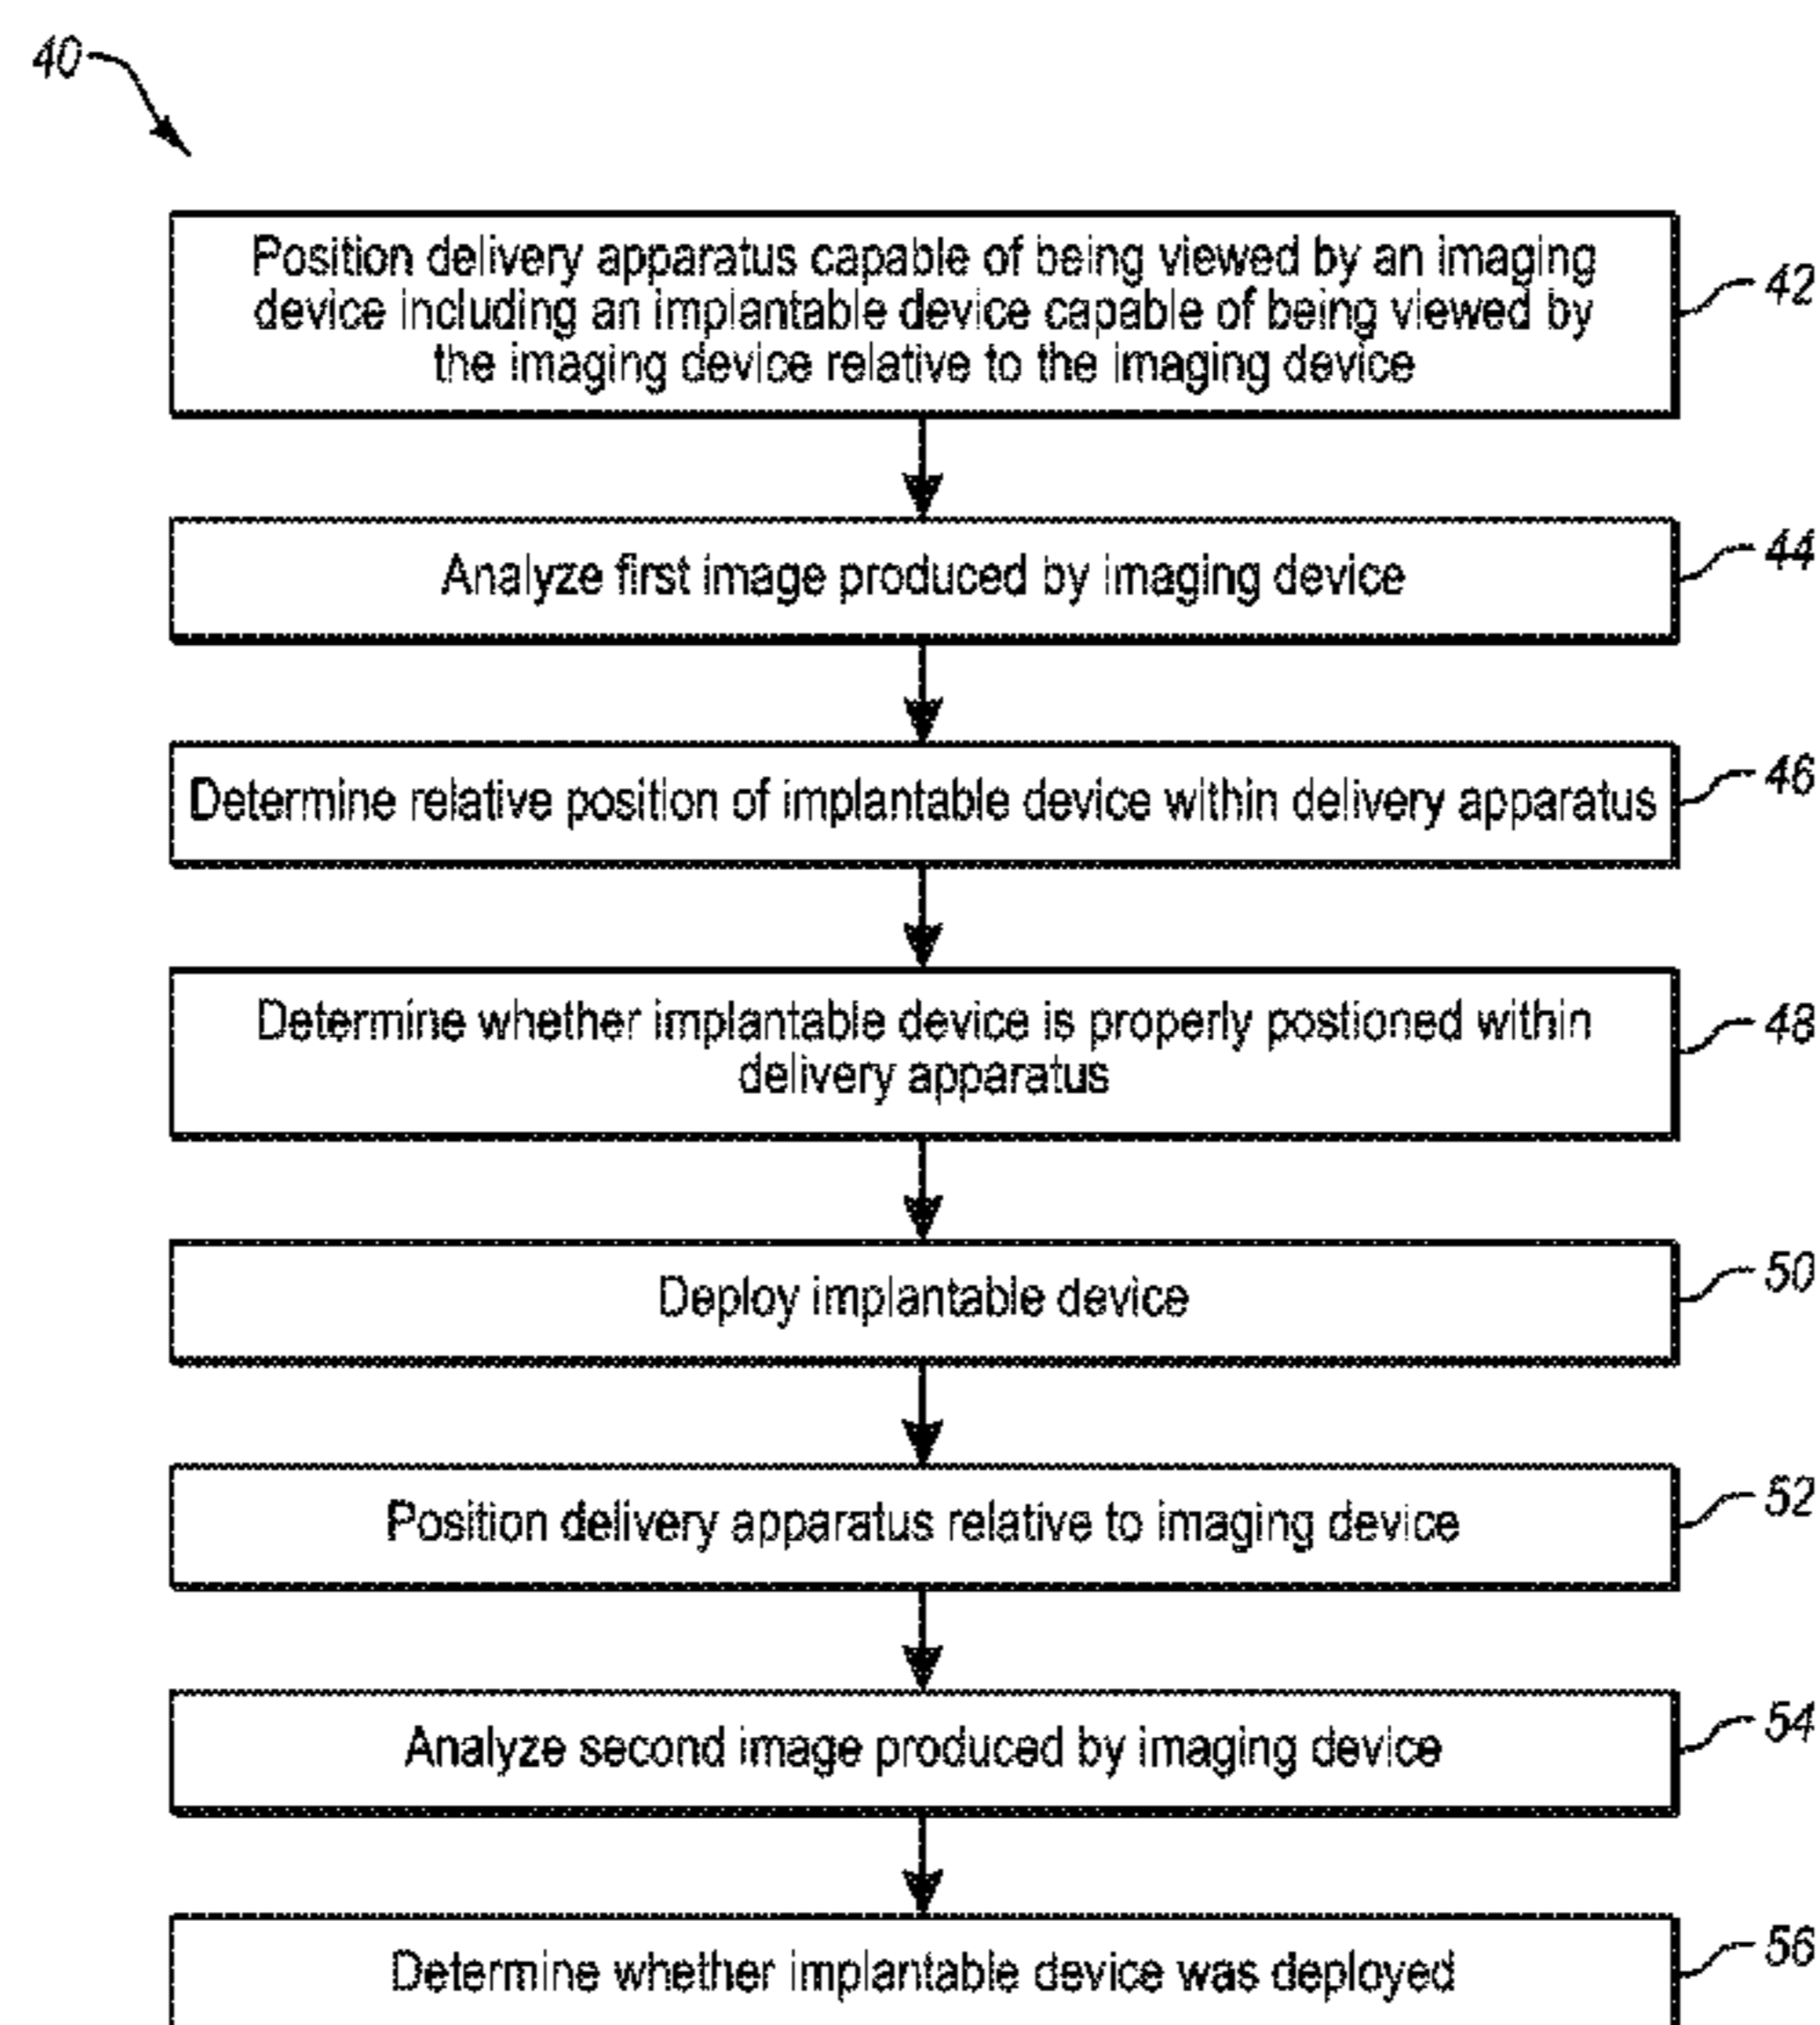 40
Position delivery apparatus capable of being viewed by an imaging
device including an implantable device capable of being viewed by
the imaging device relative to the imaging device
42
Analyze first image produced by imaging device
44
Determine relative position of implantable device within delivery apparatus
46
Determine whether implantable device is properly postioned within
delivery apparatus
48
Deploy implantable device
50
Position delivery apparatus relative to imaging device
52
Analyze second image produced by imaging device
54
Determine whether implantable device was deployed
56